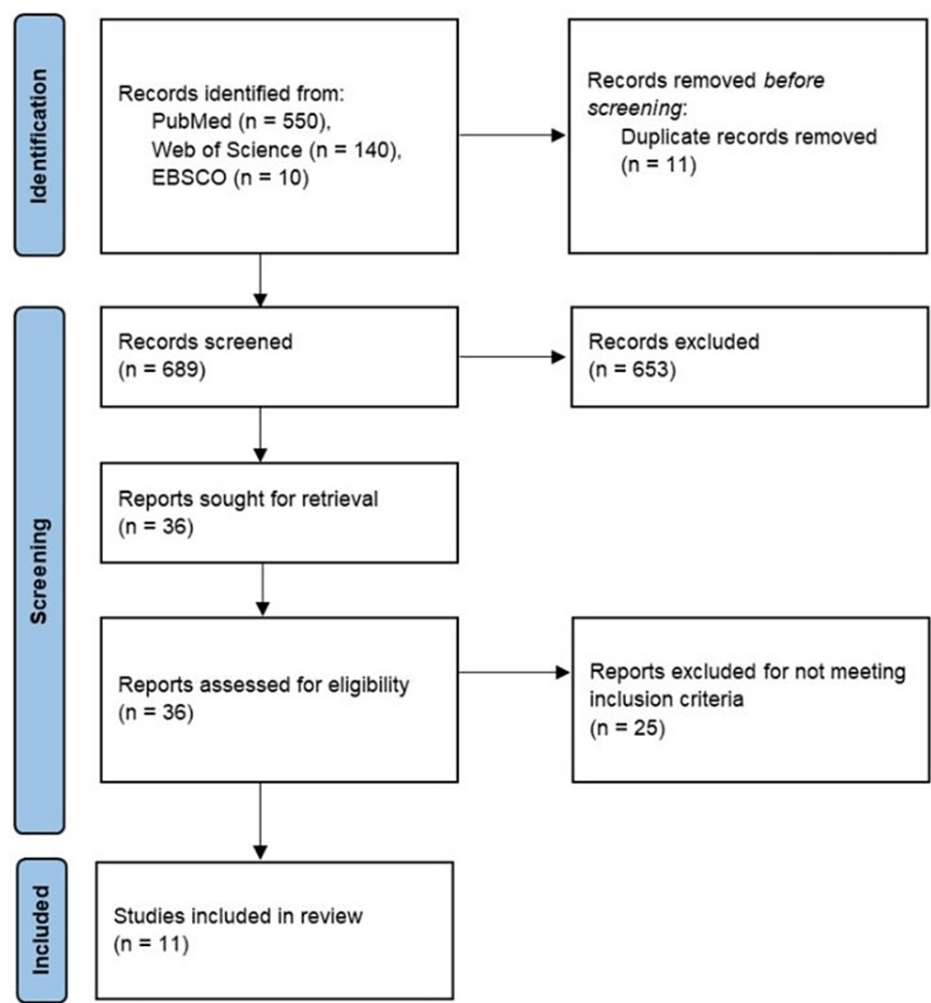 Identification
Records identified from:
PubMed (n = 550),
Web of Science (n = 140),
EBSCO (n = 10)
Records removed before
screening:
Duplicate records removed
(n = 11)
Screening
Records screened
(n = 689)
Records excluded
(n = 653)
Reports sought for retrieval
(n = 36)
Reports assessed for eligibility
(n = 36)
Reports excluded for not meeting
inclusion criteria
(n = 25)
Included
Studies included in review
(n = 11)